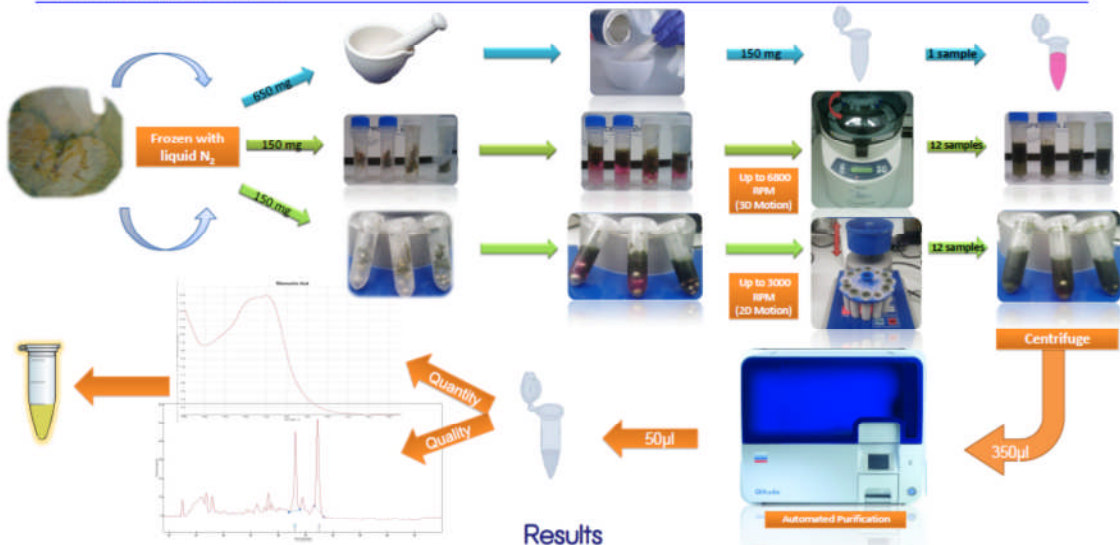 650 mg
150 mg
1 sample
Frozen with
liquid N₂
150 mg
12 samples
Up to 6800
RPM
(3D Motion)
150 mg
12 samples
Up to 3000
RPM
(2D Motion)
Centrifuge
Quantity
Quality
50µl
350µl
Automated Purification
Results